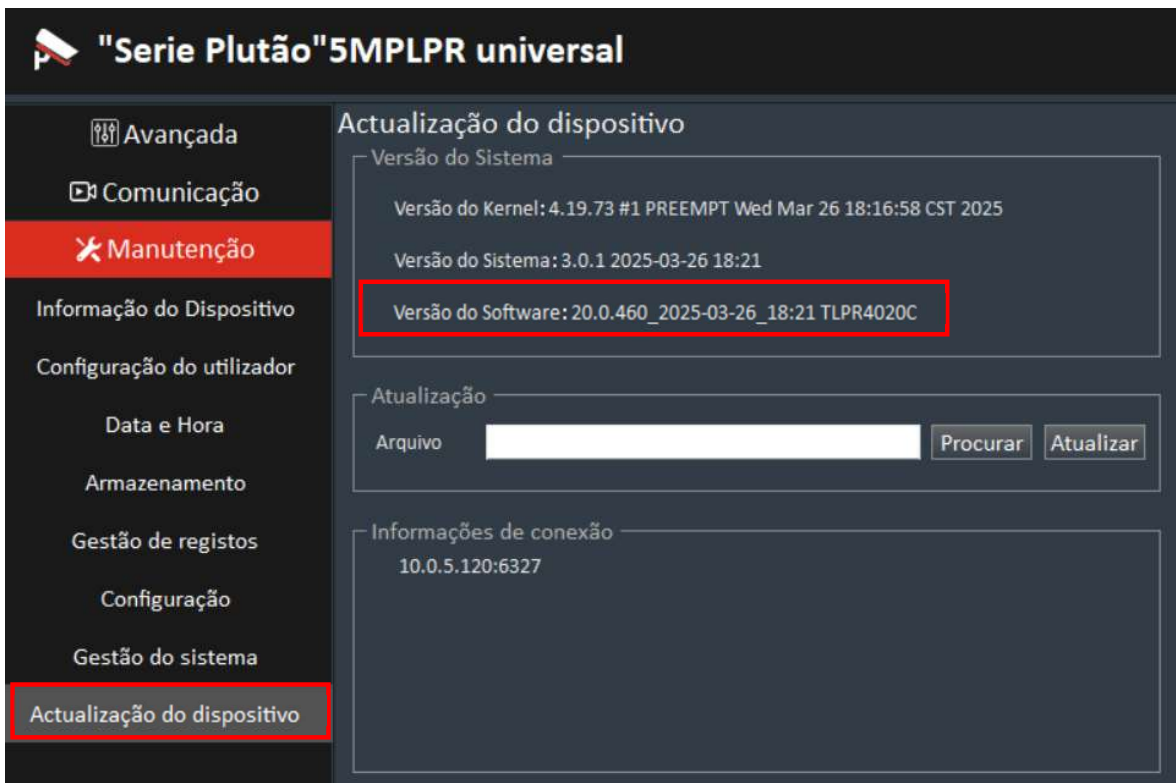 "Serie Plutão"5MPLPR universal
Avançada
Comunicação
Manutenção
Informação do Dispositivo
Configuração do utilizador
Data e Hora
Armazenamento
Gestão de registos
Configuração
Gestão do sistema
Actualização do dispositivo
Actualização do dispositivo
Versão do Sistema
Versão do Kernel: 4.19.73 #1 PREEMPT Wed Mar 26 18:16:58 CST 2025
Versão do Sistema: 3.0.1 2025-03-26 18:21
Versão do Software: 20.0.460_2025-03-26_18:21 TLPR4020C
Atualização
Arquivo Procurar Atualizar
Informações de conexão
10.0.5.120:6327